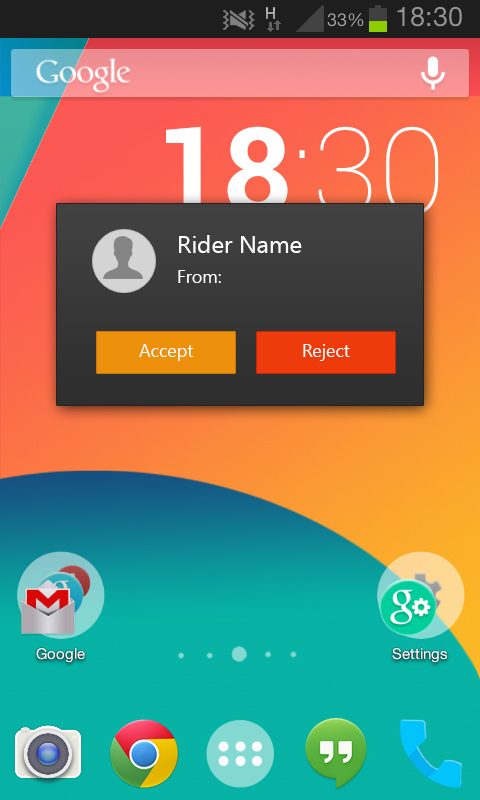 H 33% 18:30
Google
18:30
Rider Name
From:
Accept Reject
Google Settings